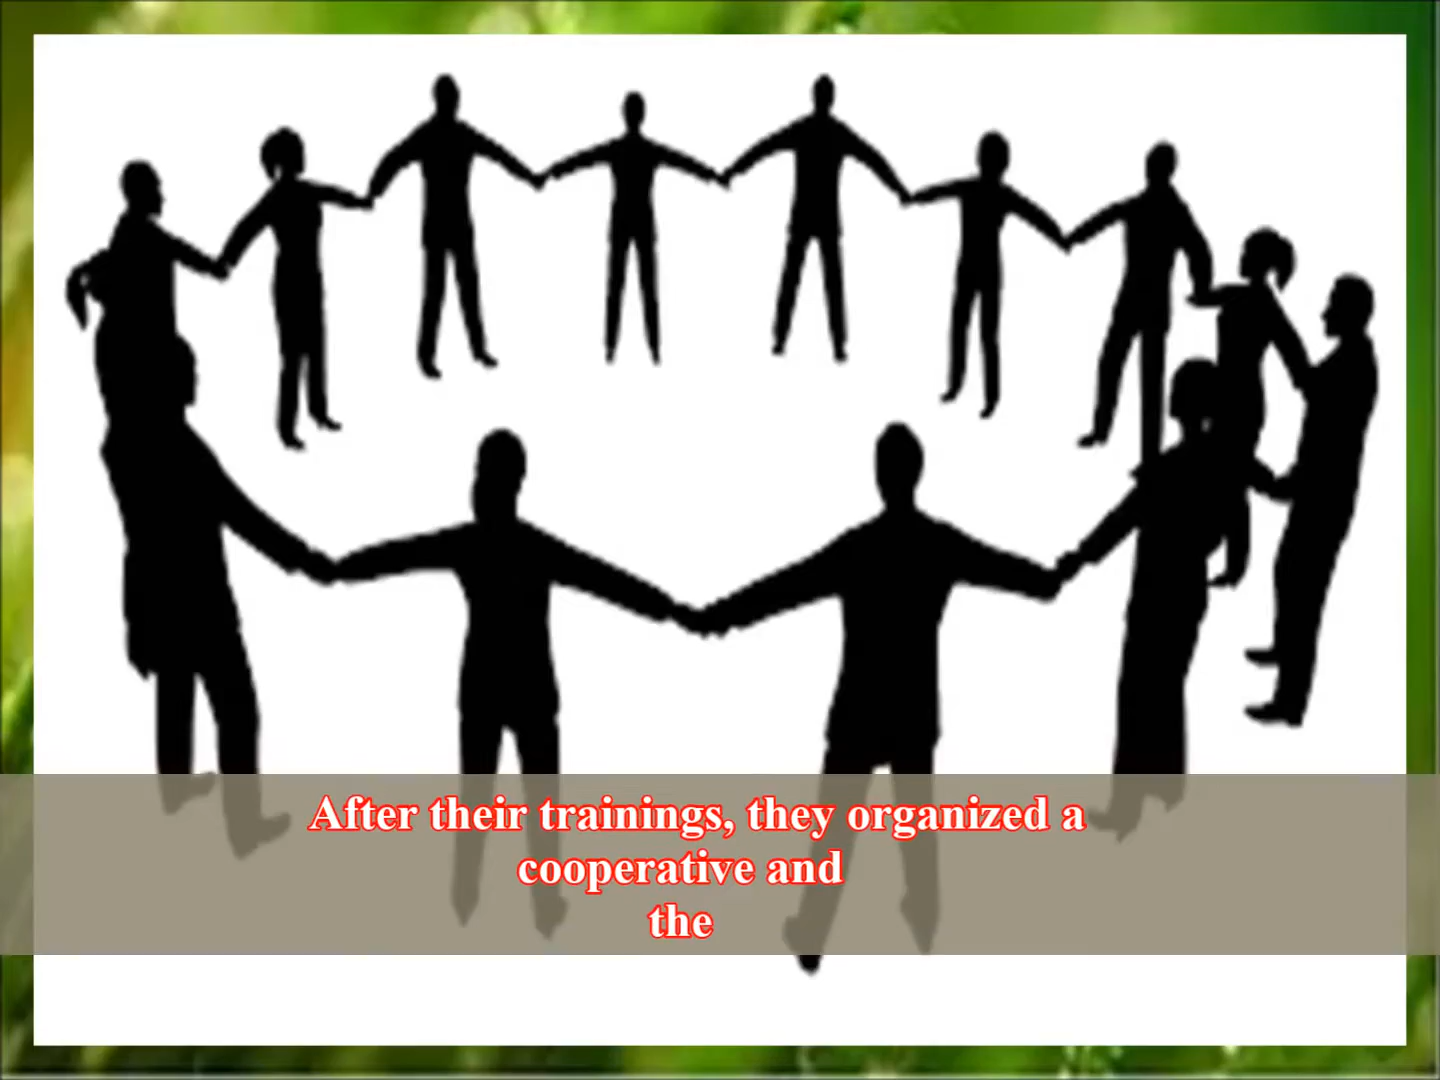 After their trainings, they organized a
cooperative and
the